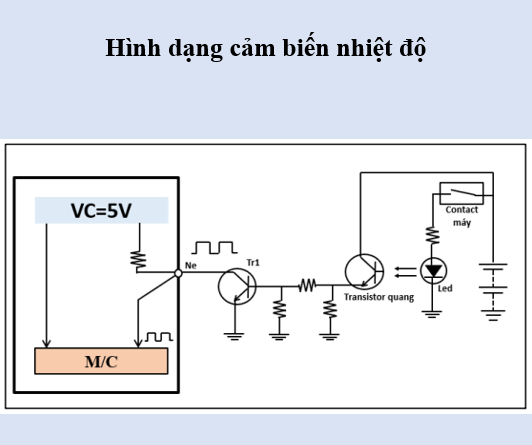 Hình dạng cảm biến nhiệt độ
VC=5V
Contact
máy
Ne
Tr1
Transistor quang
Led
M/C